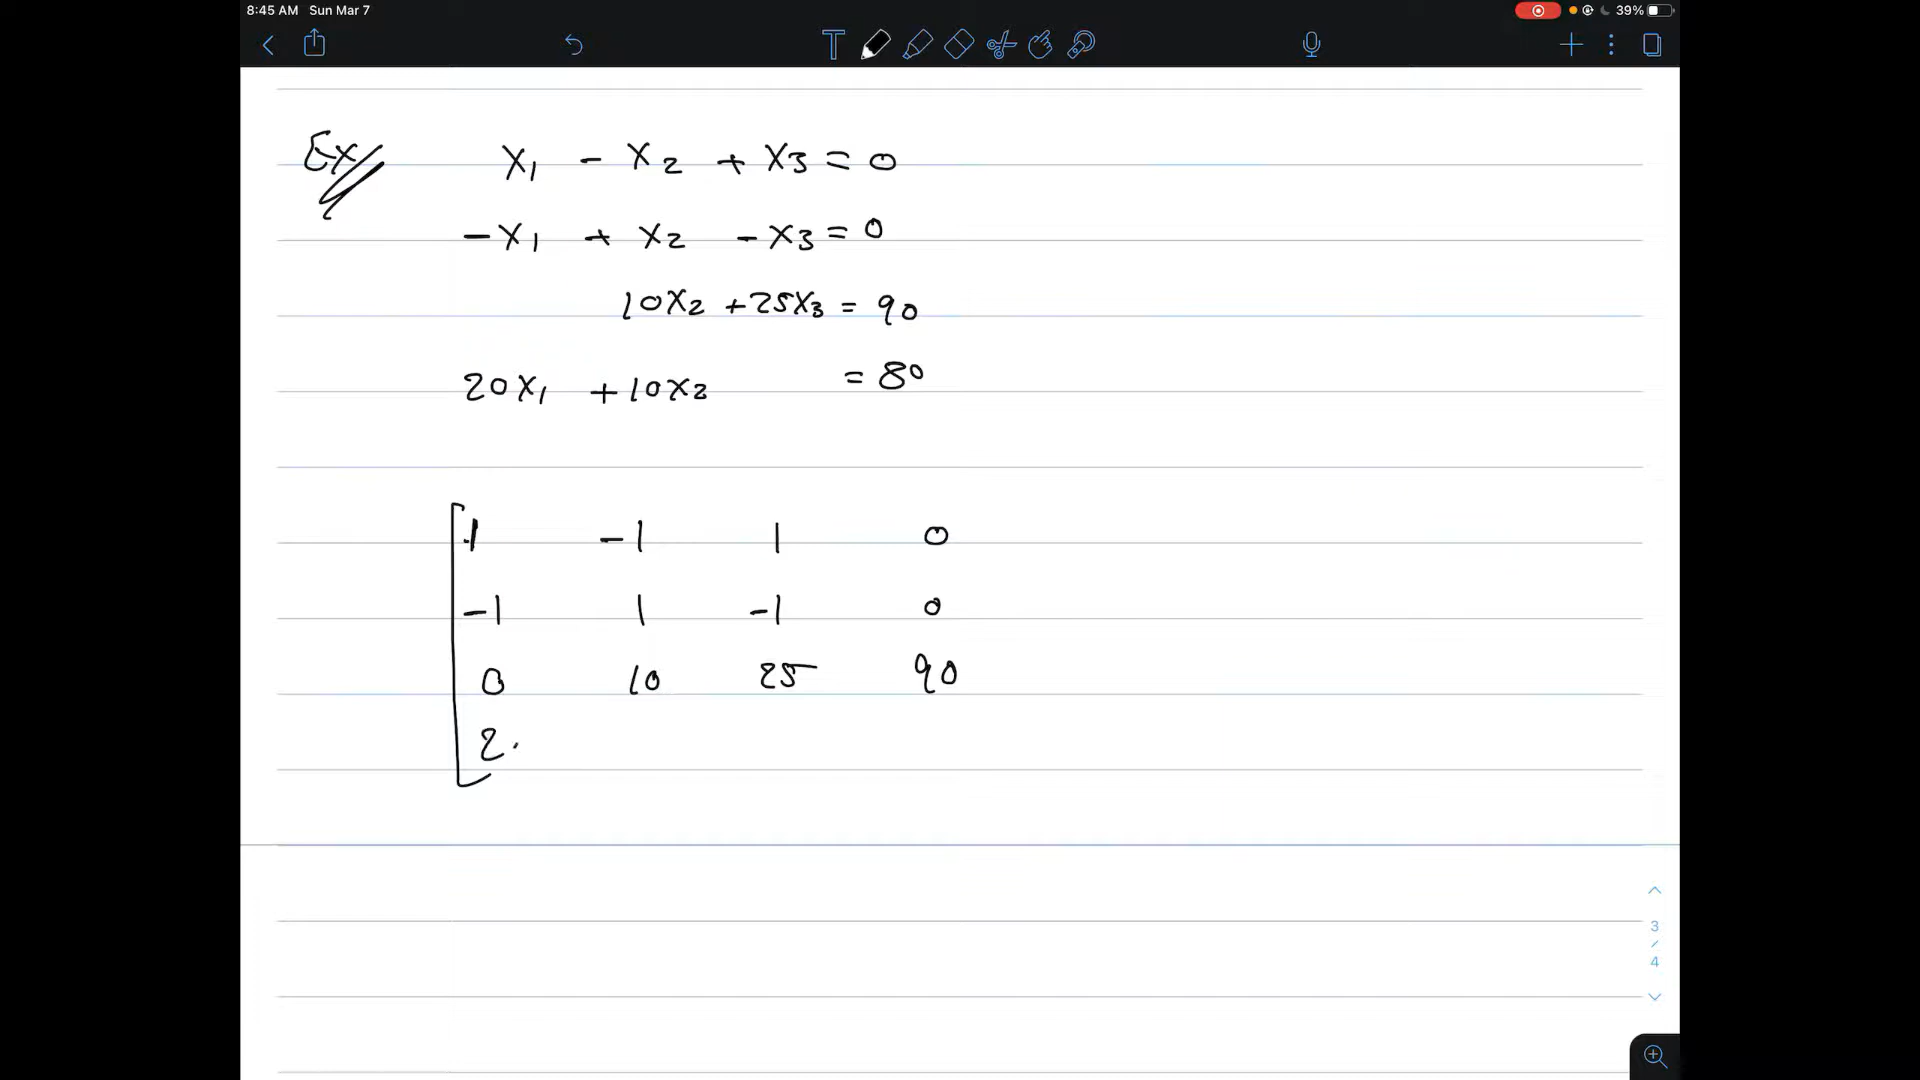 8:45 AM Sun Mar 7
39%
Ex x₁ - x₂ + x₃ = 0
-x₁ + x₂ - x₃ = 0
10x₂ + 25x₃ = 90
20x₁ + 10x₂ = 80
1 -1 1 0
-1 1 -1 0
0 10 25 90
2
3
/
4